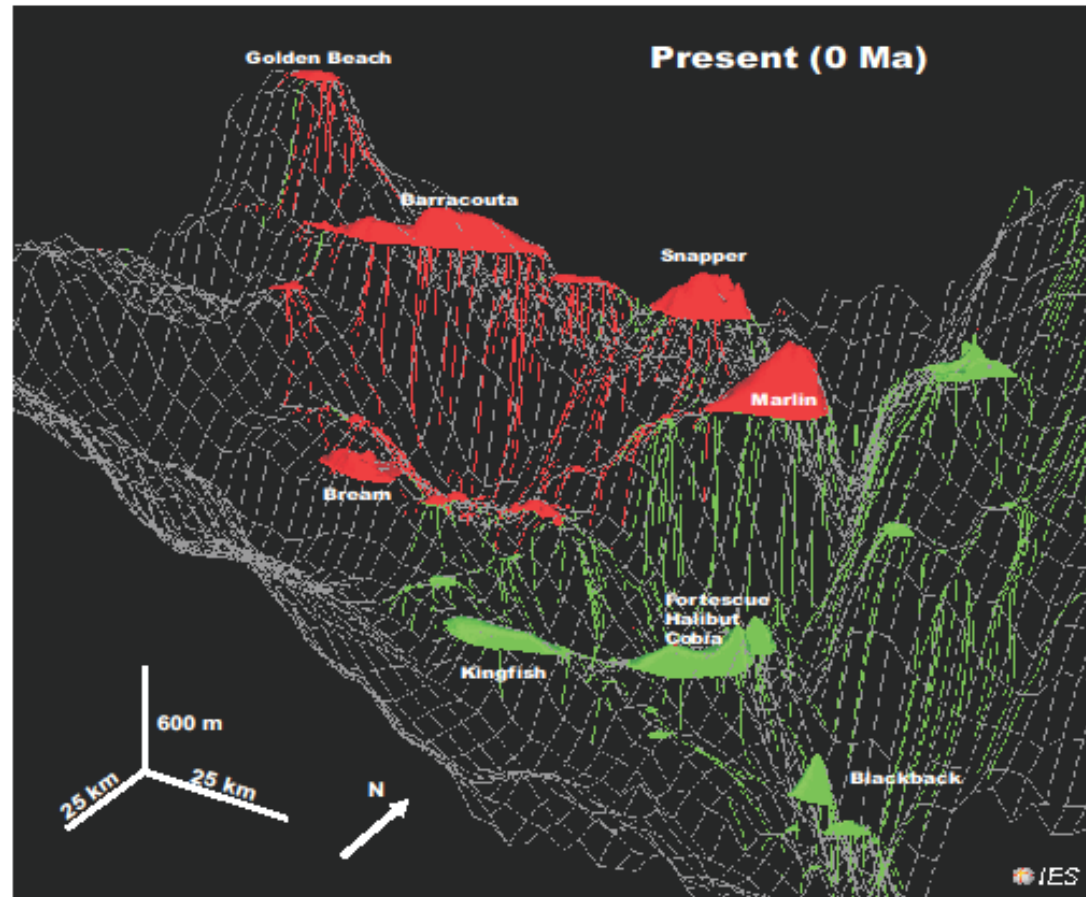 Golden Beach
Present (0 Ma)
Barracouta
Snapper
Marlin
Bream
Fortescue
Halibut
Cobia
Kingfish
600 m
25 km
25 km
N
Blackback
IES